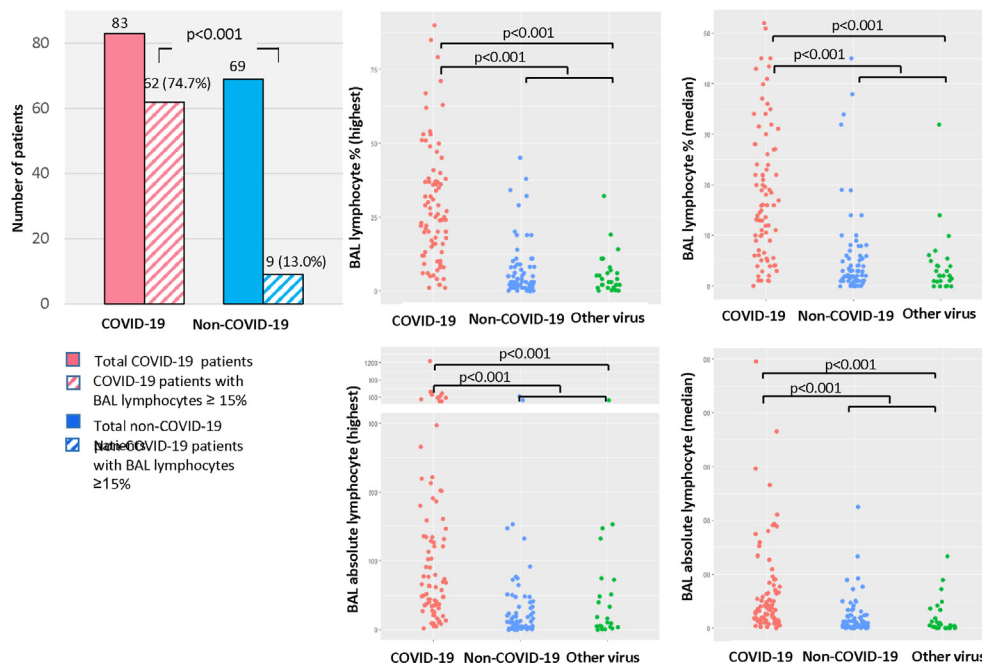 83
p<0.001
80
69
62 (74.7%)
60
40
20
9 (13.0%)
0
Number of patients
COVID-19 Non-COVID-19
Total COVID-19 patients
COVID-19 patients with
BAL lymphocytes ≥ 15%
Total non-COVID-19
patients
Non-COVID-19 patients
with BAL lymphocytes
≥15%
BAL lymphocyte % (highest)
75
50
25
0
p<0.001
p<0.001
COVID-19 Non-COVID-19 Other virus
BAL lymphocyte % (median)
p<0.001
p<0.001
COVID-19 Non-COVID-19 Other virus
BAL absolute lymphocyte (highest)
1200
800
400
p<0.001
p<0.001
COVID-19 Non-COVID-19 Other virus
BAL absolute lymphocyte (median)
p<0.001
p<0.001
COVID-19 Non-COVID-19 Other virus